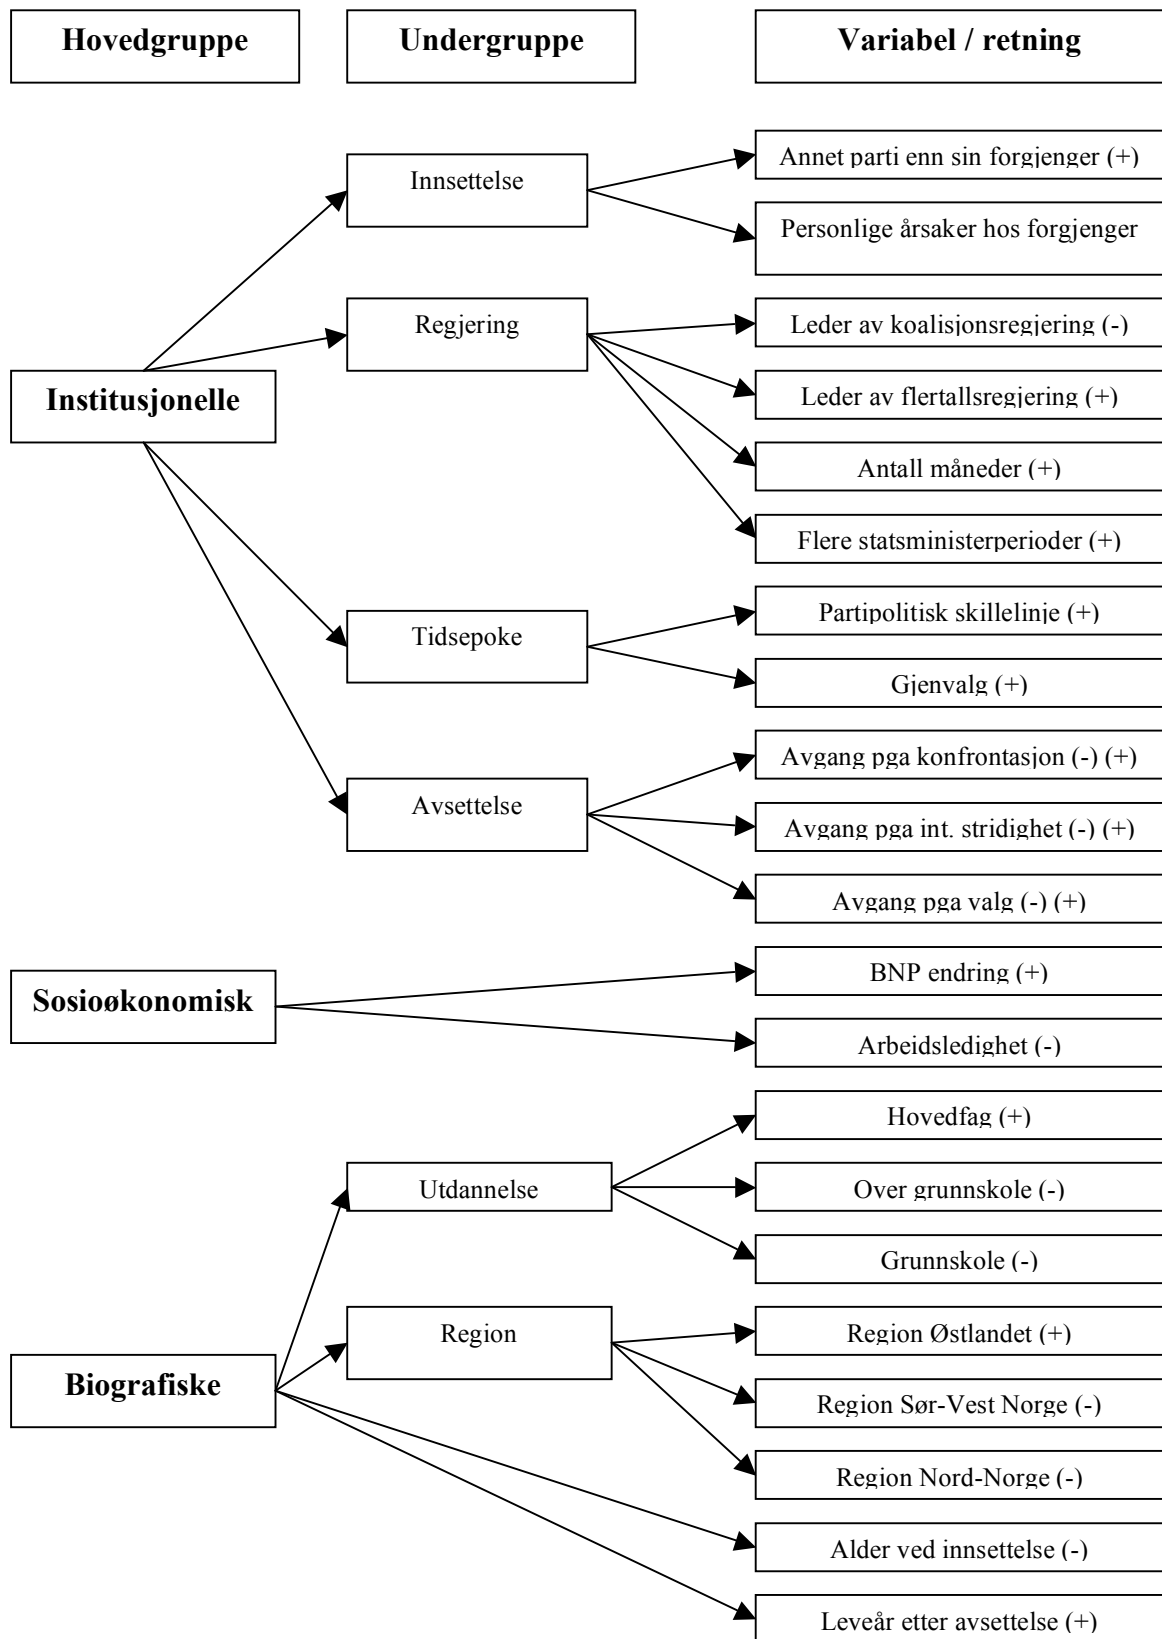 Hovedgruppe
Undergruppe
Variabel / retning
Innsettelse
Annet parti enn sin forgjenger (+)
Personlige årsaker hos forgjenger
Regjering
Leder av koalisjonsregjering (-)
Institusjonelle
Leder av flertallsregjering (+)
Antall måneder (+)
Flere statsministerperioder (+)
Tidsepoke
Partipolitisk skillelinje (+)
Gjenvalg (+)
Avsettelse
Avgang pga konfrontasjon (-) (+)
Avgang pga int. stridighet (-) (+)
Avgang pga valg (-) (+)
Sosioøkonomisk
BNP endring (+)
Arbeidsledighet (-)
Utdannelse
Hovedfag (+)
Over grunnskole (-)
Grunnskole (-)
Region
Region Østlandet (+)
Biografiske
Region Sør-Vest Norge (-)
Region Nord-Norge (-)
Alder ved innsettelse (-)
Leveår etter avsettelse (+)